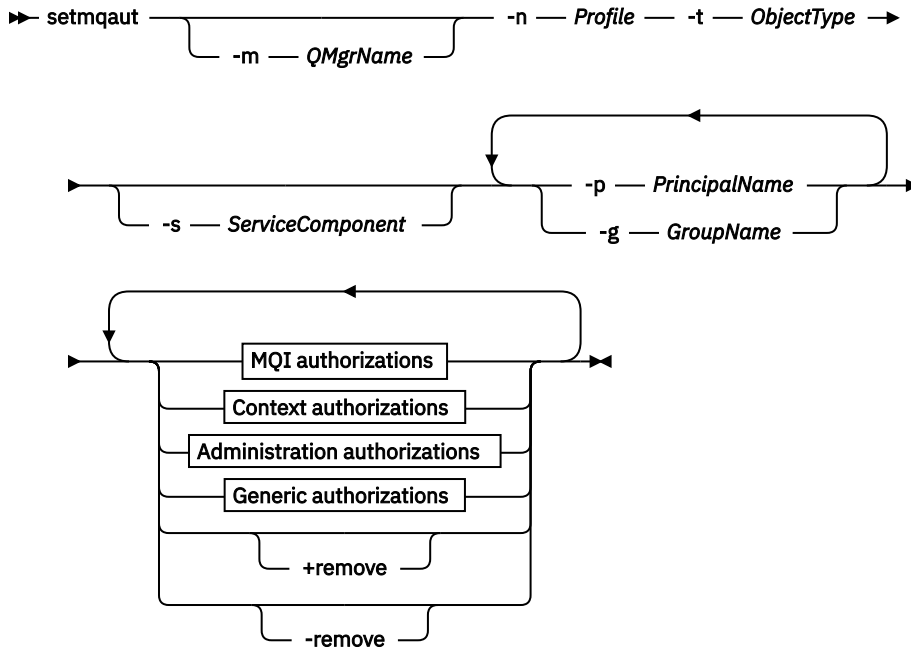 setmqaut -n Profile -t ObjectType
-m QMgrName
-p PrincipalName
-s ServiceComponent
-g GroupName
MQI authorizations
Context authorizations
Administration authorizations
Generic authorizations
+remove
-remove